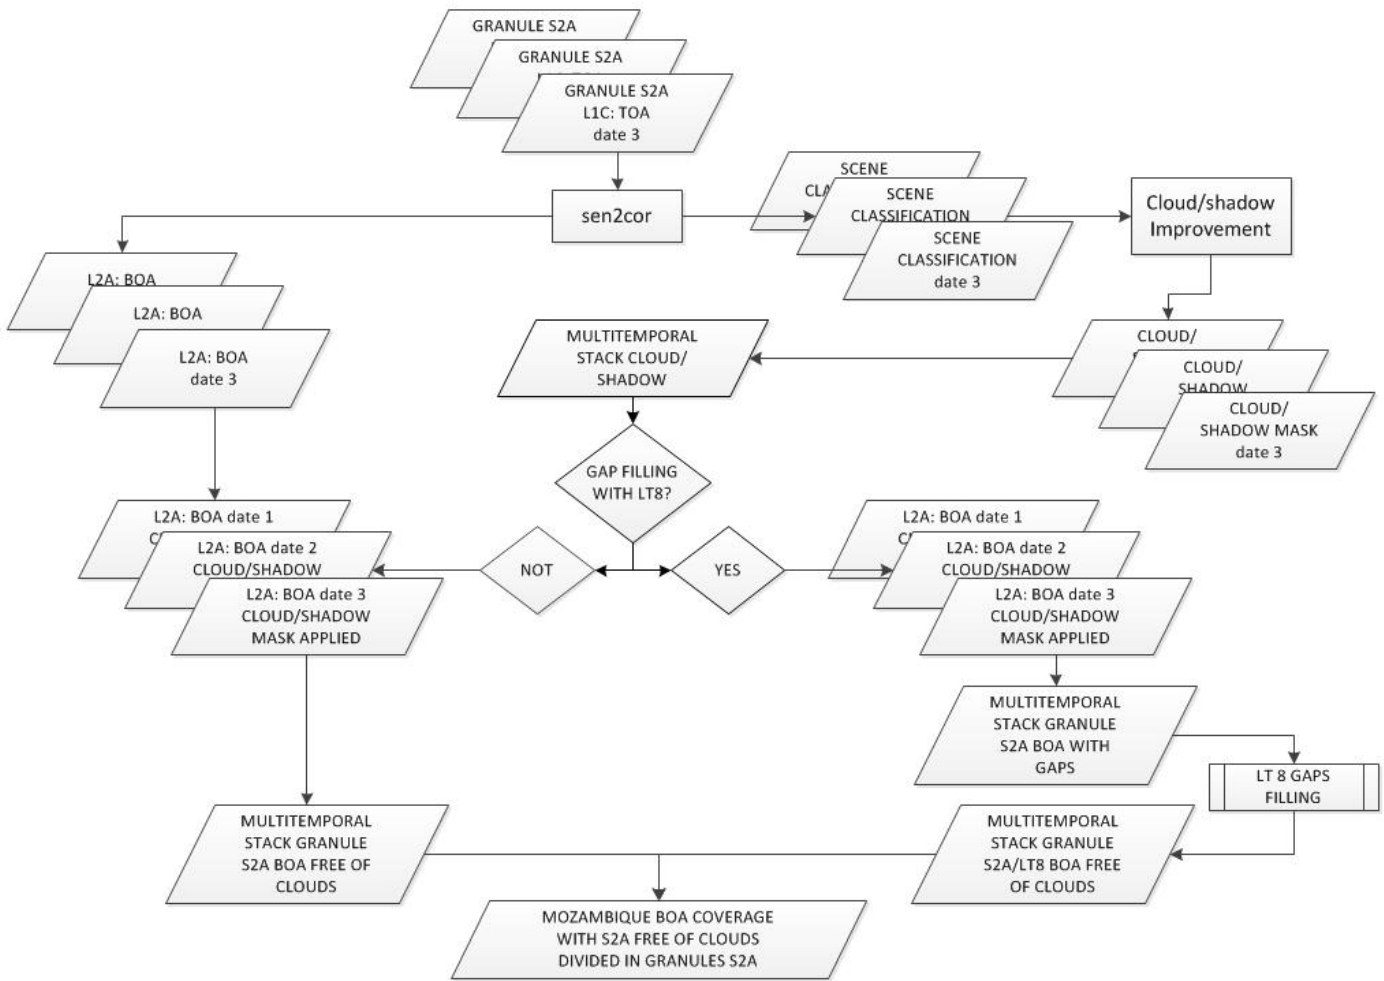 GRANULE S2A
GRANULE S2A
GRANULE S2A
L1C: TOA
date 3
sen2cor
SCENE
SCENE
CLASSIFICATION
SCENE
CLASSIFICATION
date 3
Cloud/shadow
Improvement
L2A: BOA
L2A: BOA
L2A: BOA
date 3
MULTITEMPORAL
STACK CLOUD/
SHADOW
CLOUD/
CLOUD/
SHADOW
CLOUD/
SHADOW MASK
date 3
GAP FILLING
WITH LT8?
NOT
YES
L2A: BOA date 1
L2A: BOA date 2
CLOUD/SHADOW
L2A: BOA date 3
CLOUD/SHADOW
MASK APPLIED
L2A: BOA date 1
L2A: BOA date 2
CLOUD/SHADOW
L2A: BOA date 3
CLOUD/SHADOW
MASK APPLIED
MULTITEMPORAL
STACK GRANULE
S2A BOA WITH
GAPS
LT 8 GAPS
FILLING
MULTITEMPORAL
STACK GRANULE
S2A BOA FREE OF
CLOUDS
MULTITEMPORAL
STACK GRANULE
S2A/LT8 BOA FREE
OF CLOUDS
MOZAMBIQUE BOA COVERAGE
WITH S2A FREE OF CLOUDS
DIVIDED IN GRANULES S2A